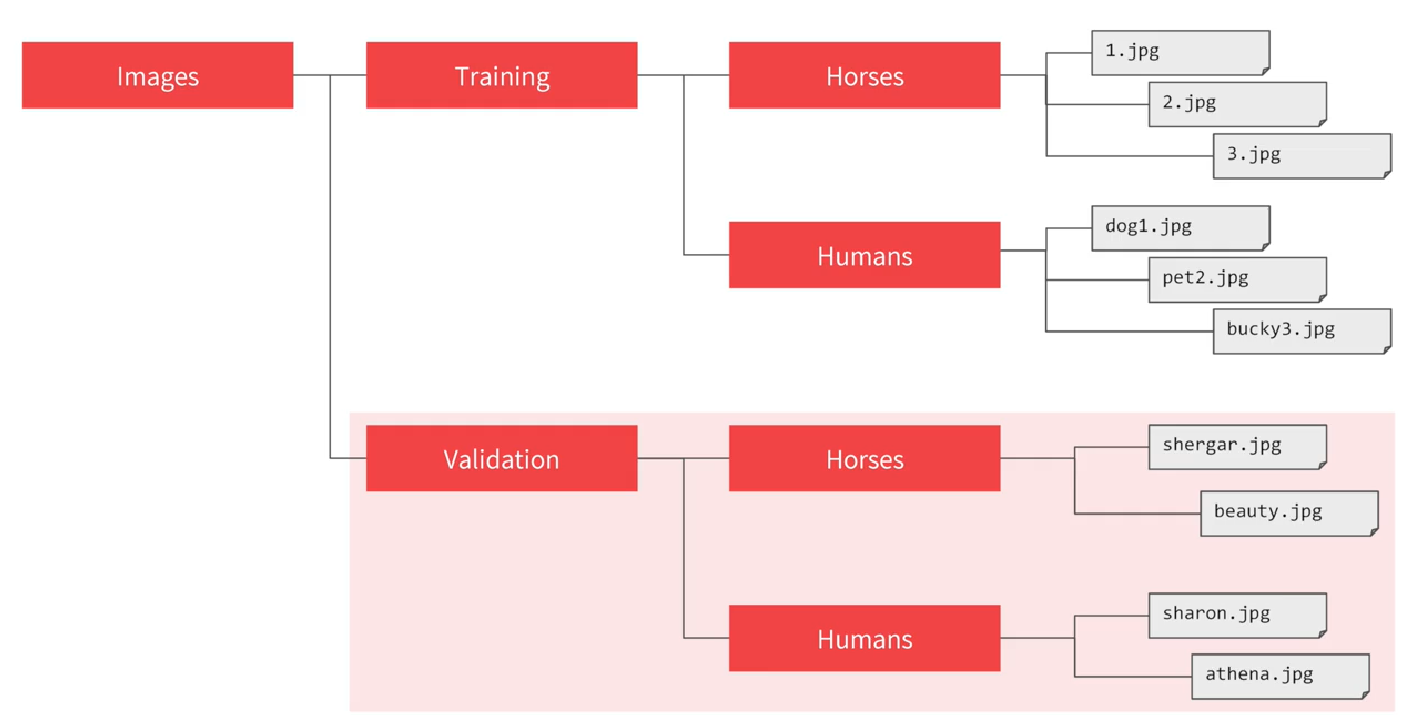 Images
Training
Horses
1.jpg
2.jpg
3.jpg
Humans
dog1.jpg
pet2.jpg
bucky3.jpg
Validation
Horses
shergar.jpg
beauty.jpg
Humans
sharon.jpg
athena.jpg